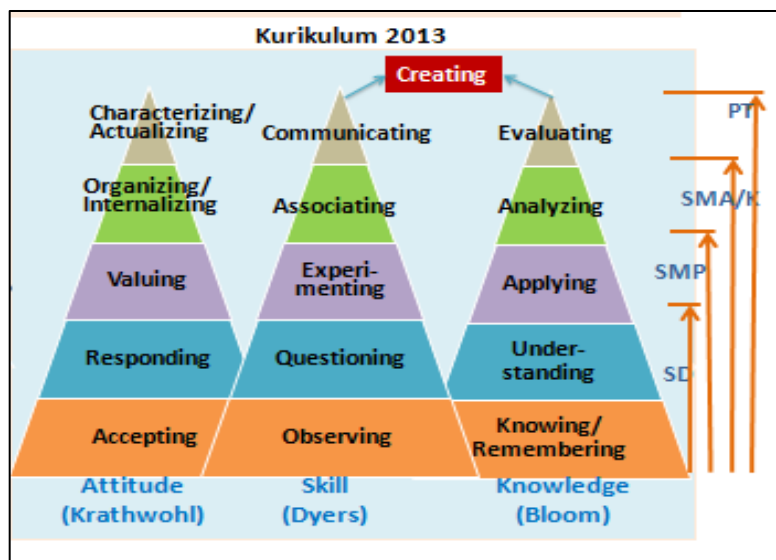 Kurikulum 2013
Creating
Characterizing/
Actualizing
Communicating
Evaluating
PT
Organizing/
Internalizing
Associating
Analyzing
SMA/K
Valuing
Experi-
menting
Applying
SMP
Responding
Questioning
Under-
standing
SD
Accepting
Observing
Knowing/
Remembering
Attitude
(Krathwohl)
Skill
(Dyers)
Knowledge
(Bloom)